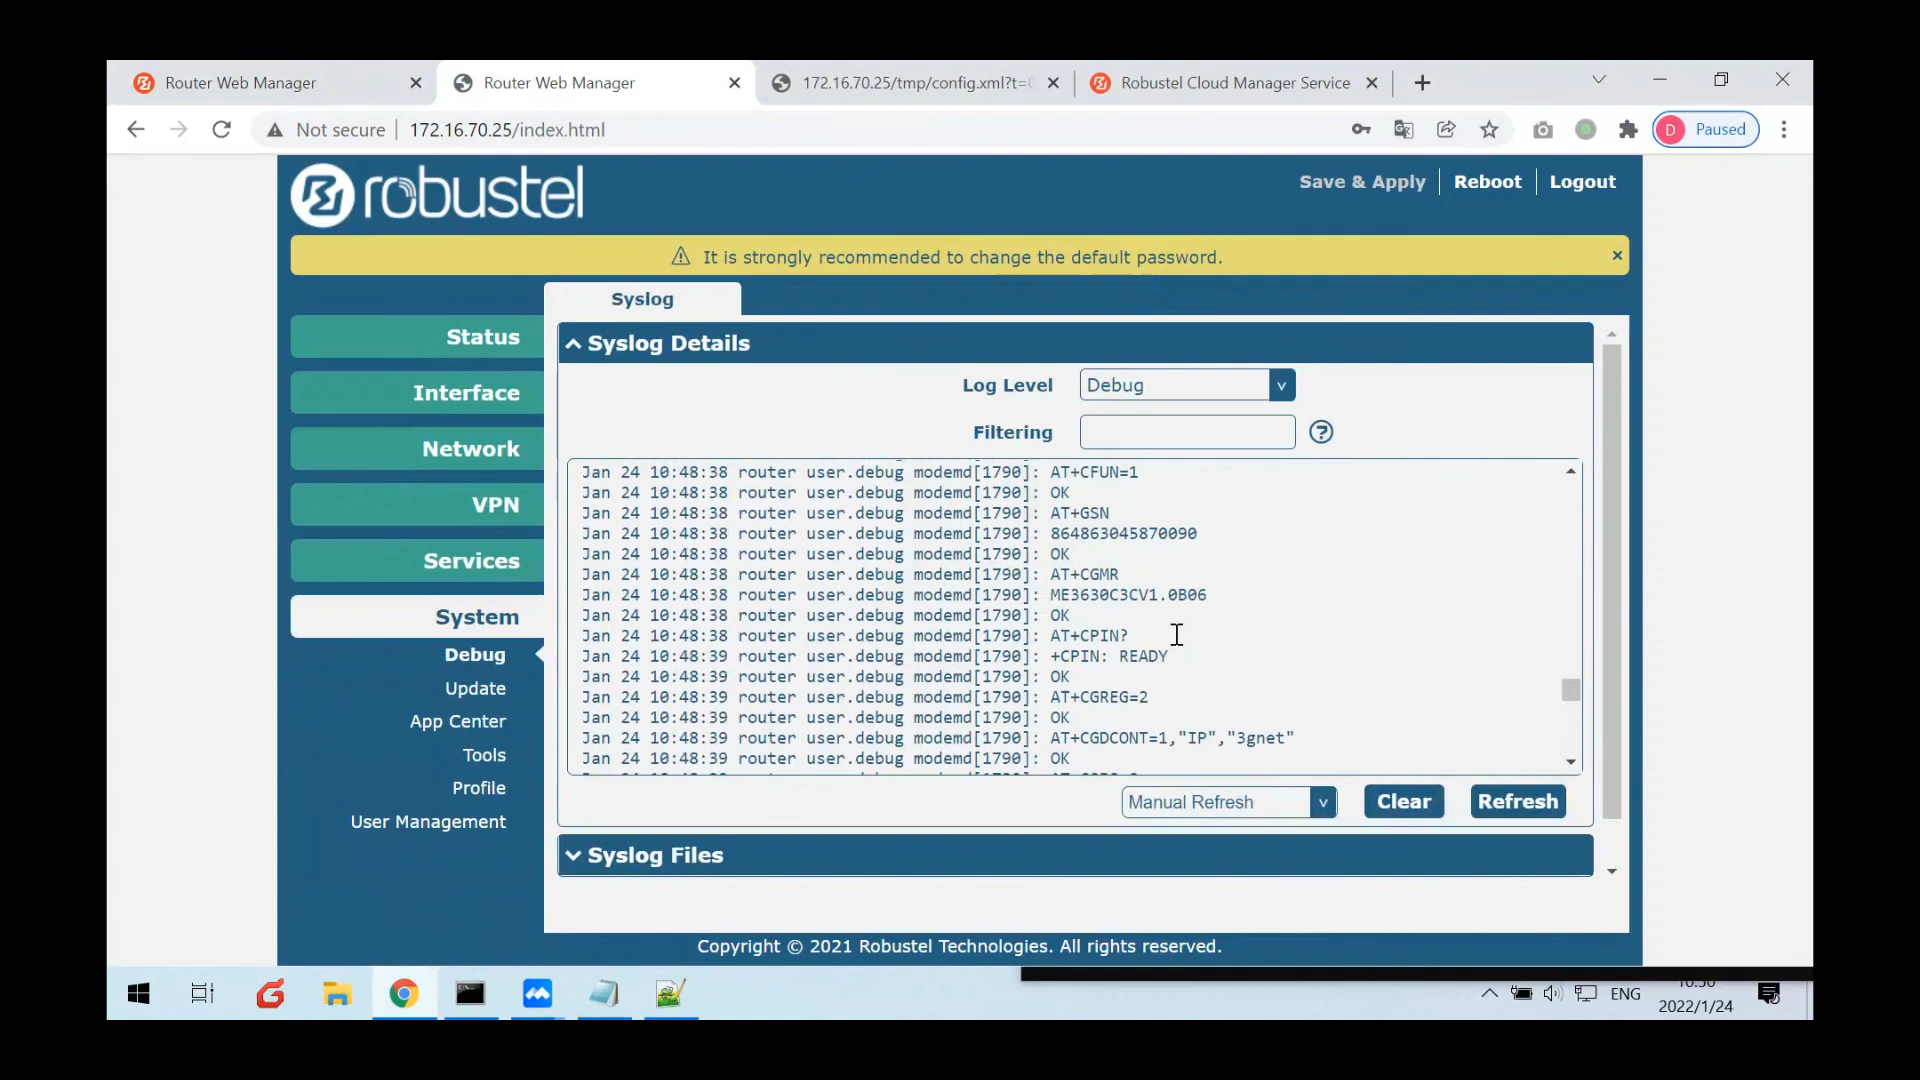 Router Web Manager
Router Web Manager
172.16.70.25/tmp/config.xml?t=
Robustel Cloud Manager Service
Not secure
172.16.70.25/index.html
D Paused
robustel
Save & Apply
Reboot
Logout
It is strongly recommended to change the default password.
Syslog
Status
Interface
Network
VPN
Services
System
Debug
Update
App Center
Tools
Profile
User Management
Syslog Details
Log Level
Debug
Filtering
Jan 24 10:48:38 router user.debug modemd[1790]: AT+CFUN=1
Jan 24 10:48:38 router user.debug modemd[1790]: OK
Jan 24 10:48:38 router user.debug modemd[1790]: AT+GSN
Jan 24 10:48:38 router user.debug modemd[1790]: 864863045870090
Jan 24 10:48:38 router user.debug modemd[1790]: OK
Jan 24 10:48:38 router user.debug modemd[1790]: AT+CGMR
Jan 24 10:48:38 router user.debug modemd[1790]: ME3630C3CV1.0B06
Jan 24 10:48:38 router user.debug modemd[1790]: OK
Jan 24 10:48:38 router user.debug modemd[1790]: AT+CPIN?
Jan 24 10:48:39 router user.debug modemd[1790]: +CPIN: READY
Jan 24 10:48:39 router user.debug modemd[1790]: OK
Jan 24 10:48:39 router user.debug modemd[1790]: AT+CGREG=2
Jan 24 10:48:39 router user.debug modemd[1790]: OK
Jan 24 10:48:39 router user.debug modemd[1790]: AT+CGDCONT=1,"IP","3gnet"
Jan 24 10:48:39 router user.debug modemd[1790]: OK
Manual Refresh
Clear
Refresh
Syslog Files
Copyright © 2021 Robustel Technologies. All rights reserved.
ENG
2022/1/24